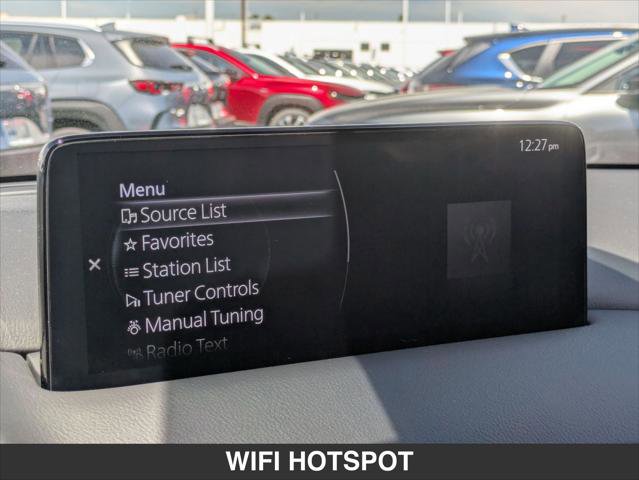 12:27 pm
Menu
Source List
Favorites
Station List
Tuner Controls
Manual Tuning
Radio Text
WIFI HOTSPOT